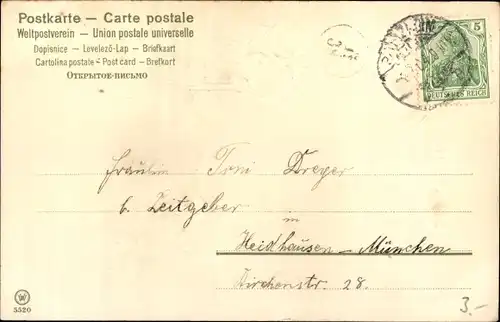 Postkarte — Carte postale
Weltpostverein — Union postale universelle
Dopisnice — Levelező-Lap — Briefkaart
Cartolina postale — Post card — Brefkort
Открытое-письмо
5
DEUTSCHES REICH
Fräulein Toni Dreyer
b. Zeitgeber
in
Heidhausen — München
Kirchenstr. 28.
5520
3.-